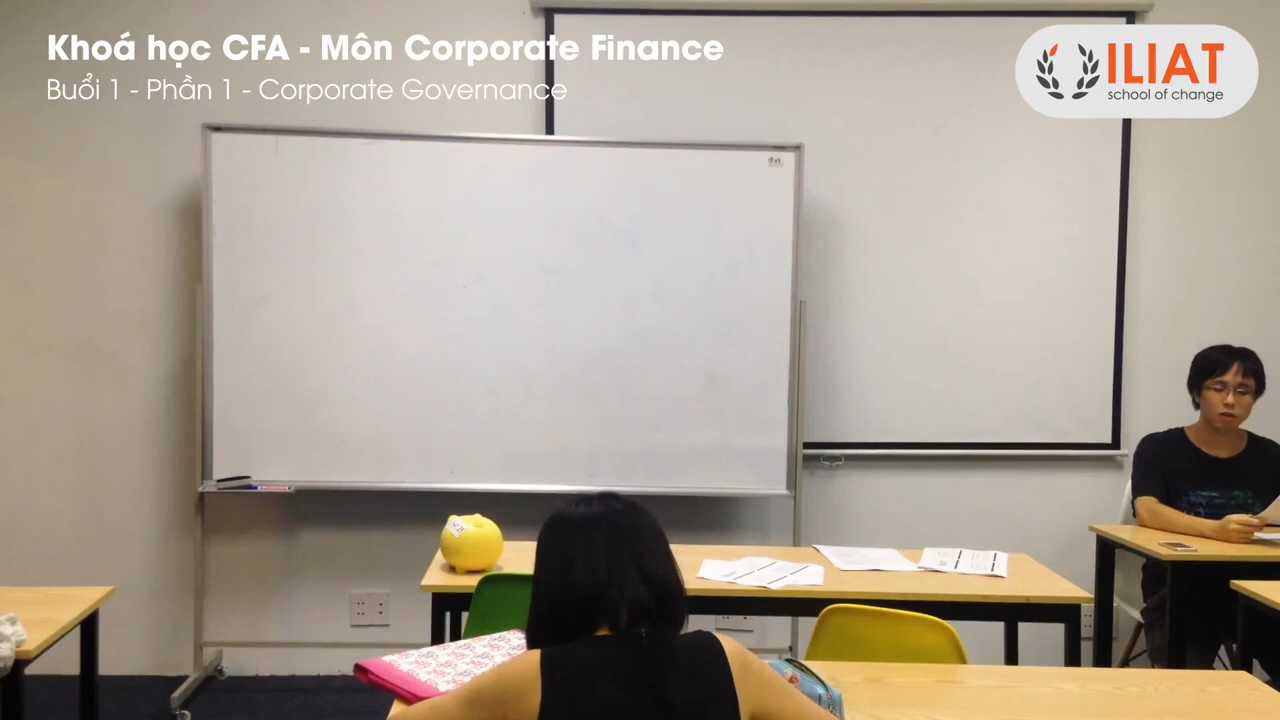 Khoá học CFA - Môn Corporate Finance
Buổi 1 - Phần 1 - Corporate Governance
ILIAT
school of change